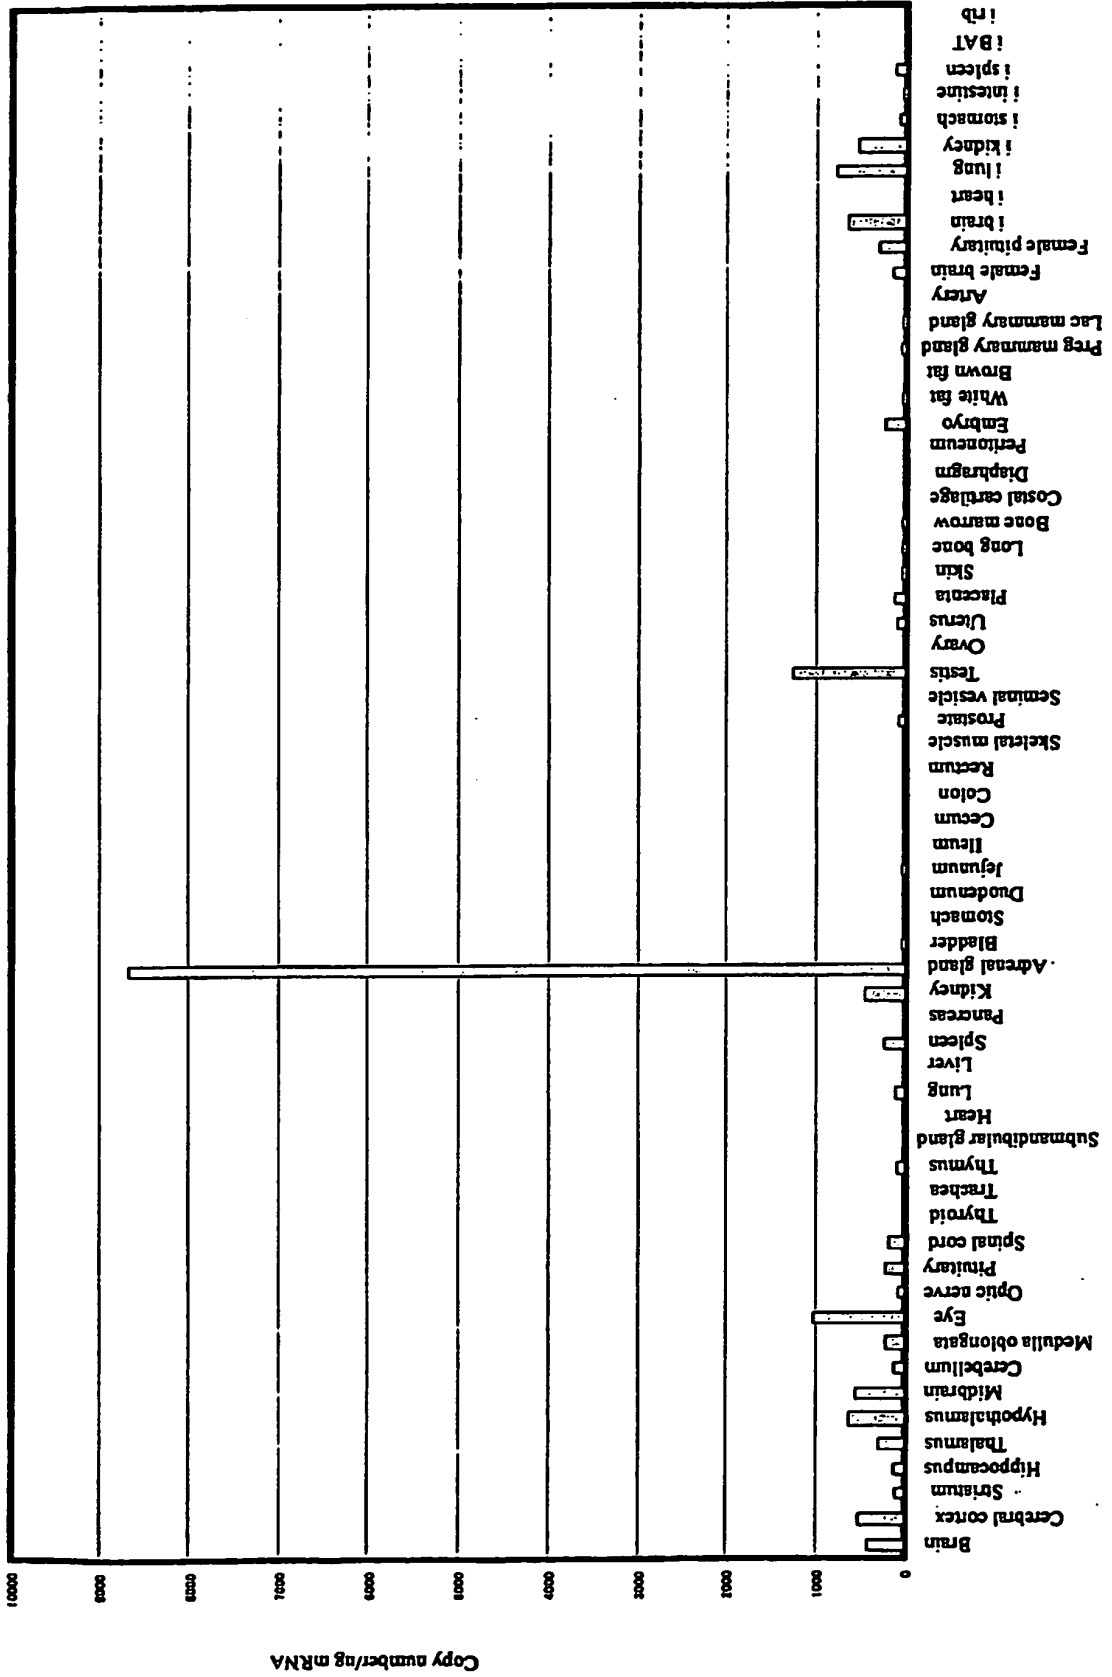 Copy number/ng mRNA
0 1000 2000 3000 4000 5000 6000 7000 8000 9000 10000
Brain
Cerebral cortex
Striatum
Hippocampus
Thalamus
Hypothalamus
Midbrain
Cerebellum
Medulla oblongata
Eye
Optic nerve
Pituitary
Spinal cord
Thyroid
Trachea
Thymus
Submandibular gland
Heart
Lung
Liver
Spleen
Pancreas
Kidney
Adrenal gland
Bladder
Stomach
Duodenum
Jejunum
Ileum
Cecum
Colon
Rectum
Skeletal muscle
Prostate
Seminal vesicle
Testis
Ovary
Uterus
Placenta
Skin
Long bone
Bone marrow
Costal cartilage
Diaphragm
Peritoneum
Embryo
White fat
Brown fat
Preg mammary gland
Lac mammary gland
Artery
Female brain
Female pituitary
i brain
i heart
i lung
i kidney
i stomach
i intestine
i spleen
i BAT
i rib